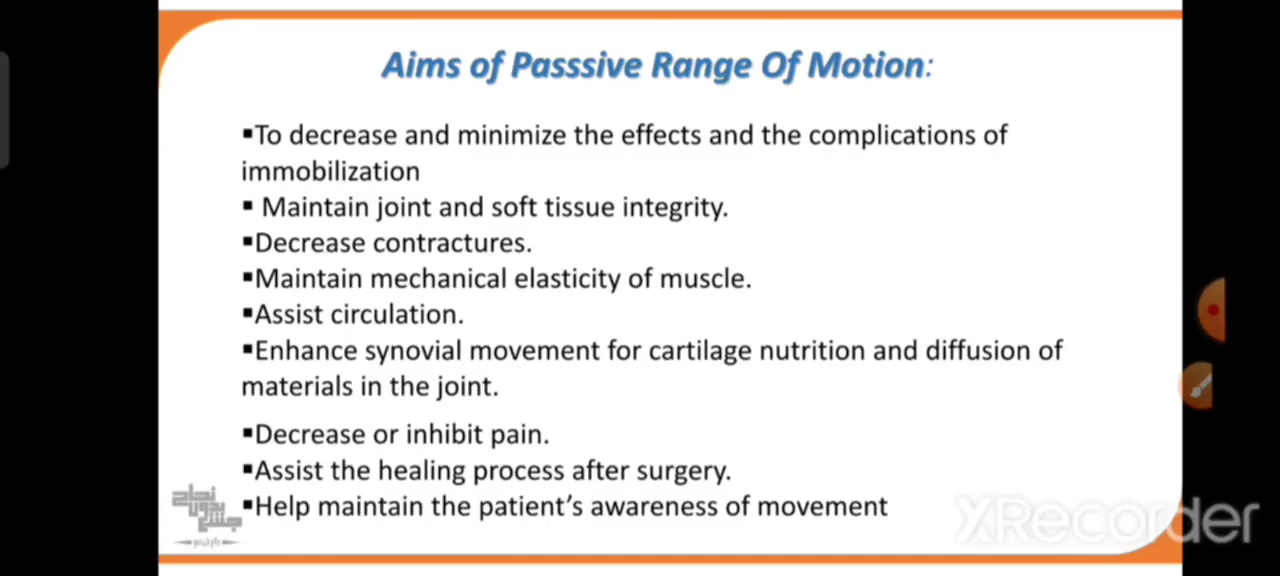 Aims of Passsive Range Of Motion:
▪To decrease and minimize the effects and the complications of
immobilization
▪ Maintain joint and soft tissue integrity.
▪Decrease contractures.
▪Maintain mechanical elasticity of muscle.
▪Assist circulation.
▪Enhance synovial movement for cartilage nutrition and diffusion of
materials in the joint.
▪Decrease or inhibit pain.
▪Assist the healing process after surgery.
▪Help maintain the patient's awareness of movement
XRecorder